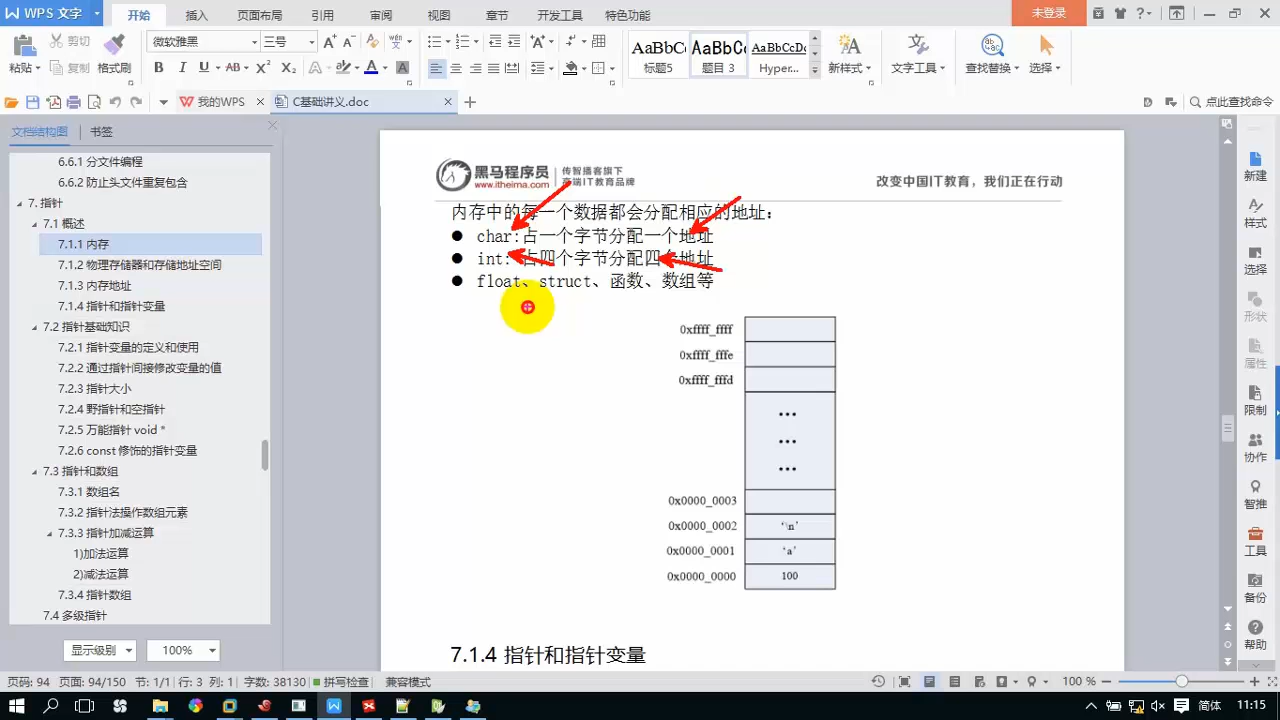 WPS 文字
开始 插入 页面布局 引用 审阅 视图 章节 开发工具 特色功能
未登录
粘贴 剪切 复制 格式刷
微软雅黑 三号
B I U AB X² X₂ A A A
AaBbC AaBbC AaBbCcDc
标题5 题目 3 Hyper... 新样式 文字工具 查找替换 选择
我的WPS C基础讲义.doc 点此查找命令
文档结构图 书签
6.6.1 分文件编程
6.6.2 防止头文件重复包含
7. 指针
7.1 概述
7.1.1 内存
7.1.2 物理存储器和存储地址空间
7.1.3 内存地址
7.1.4 指针和指针变量
7.2 指针基础知识
7.2.1 指针变量的定义和使用
7.2.2 通过指针间接修改变量的值
7.2.3 指针大小
7.2.4 野指针和空指针
7.2.5 万能指针 void *
7.2.6 const 修饰的指针变量
7.3 指针和数组
7.3.1 数组名
7.3.2 指针法操作数组元素
7.3.3 指针加减运算
1)加法运算
2)减法运算
7.3.4 指针数组
7.4 多级指针
显示级别 100%
黑马程序员 传智播客旗下
www.itheima.com 高端IT教育品牌
改变中国IT教育，我们正在行动
内存中的每一个数据都会分配相应的地址：
● char:占一个字节分配一个地址
● int: 占四个字节分配四个地址
● float、struct、函数、数组等
0xffff_ffff
0xffff_fffe
0xffff_fffd
...
...
...
0x0000_0003
0x0000_0002 ‘\n’
0x0000_0001 ‘a’
0x0000_0000 100
7.1.4 指针和指针变量
新建
样式
选择
形状
属性
限制
协作
智推
工具
备份
帮助
页码: 94 页面: 94/150 节: 1/1 行: 3 列: 1 字数: 38130 拼写检查 兼容模式 100 %
简体 11:15